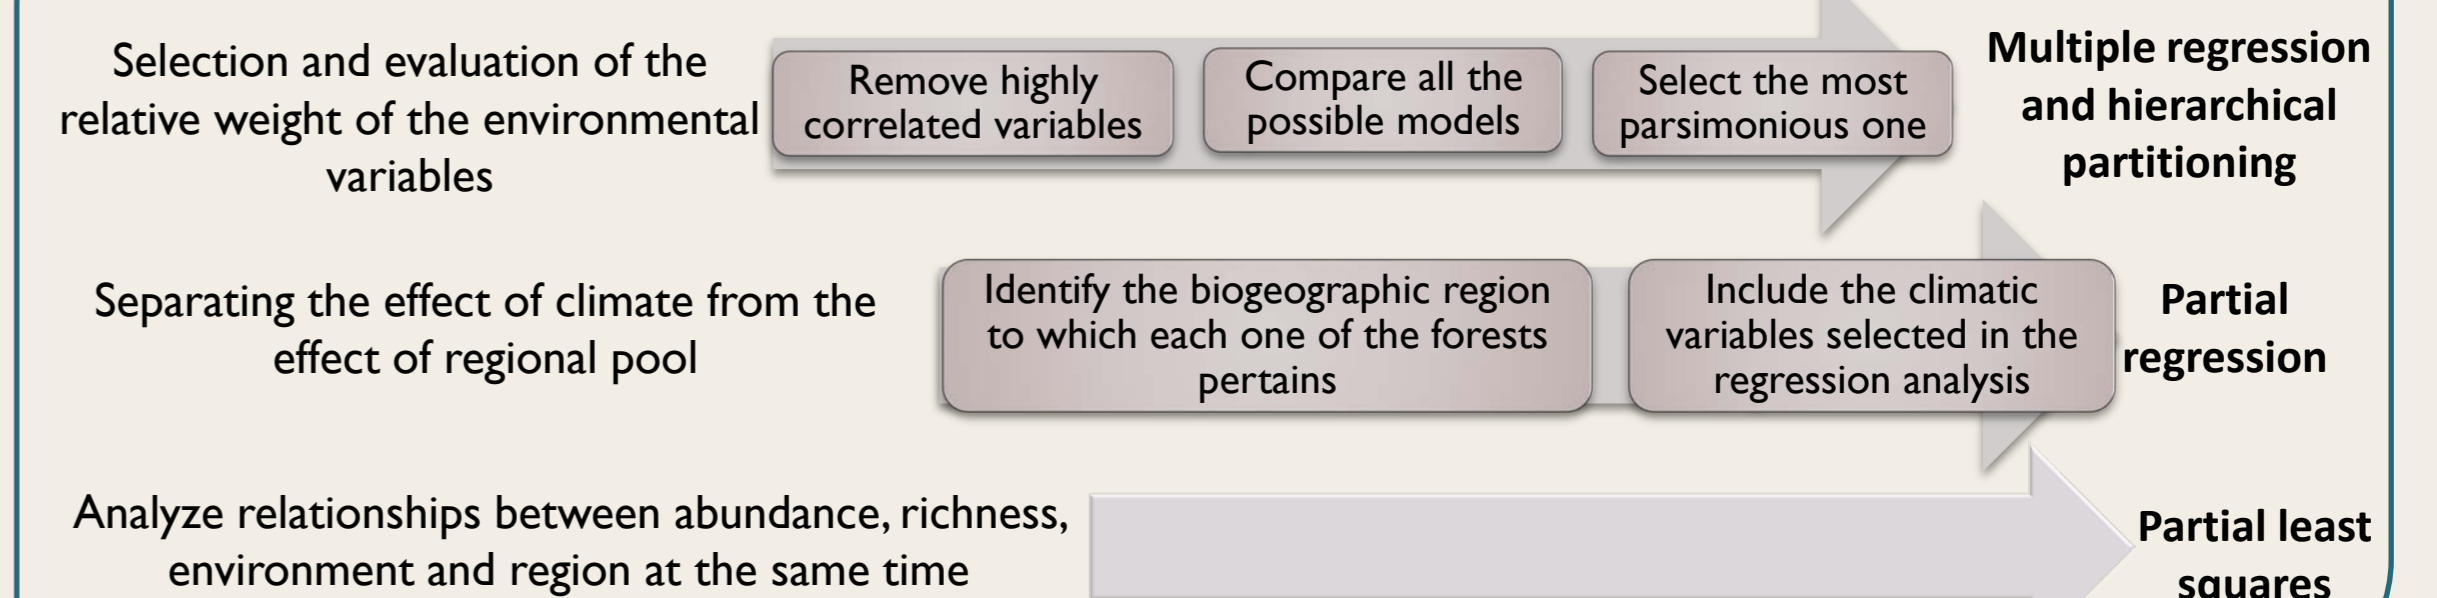 Selection and evaluation of the
relative weight of the environmental
variables
Remove highly
correlated variables
Compare all the
possible models
Select the most
parsimonious one
Multiple regression
and hierarchical
partitioning
Separating the effect of climate from the
effect of regional pool
Identify the biogeographic region
to which each one of the forests
pertains
Include the climatic
variables selected in the
regression analysis
Partial
regression
Analyze relationships between abundance, richness,
environment and region at the same time
Partial least
squares